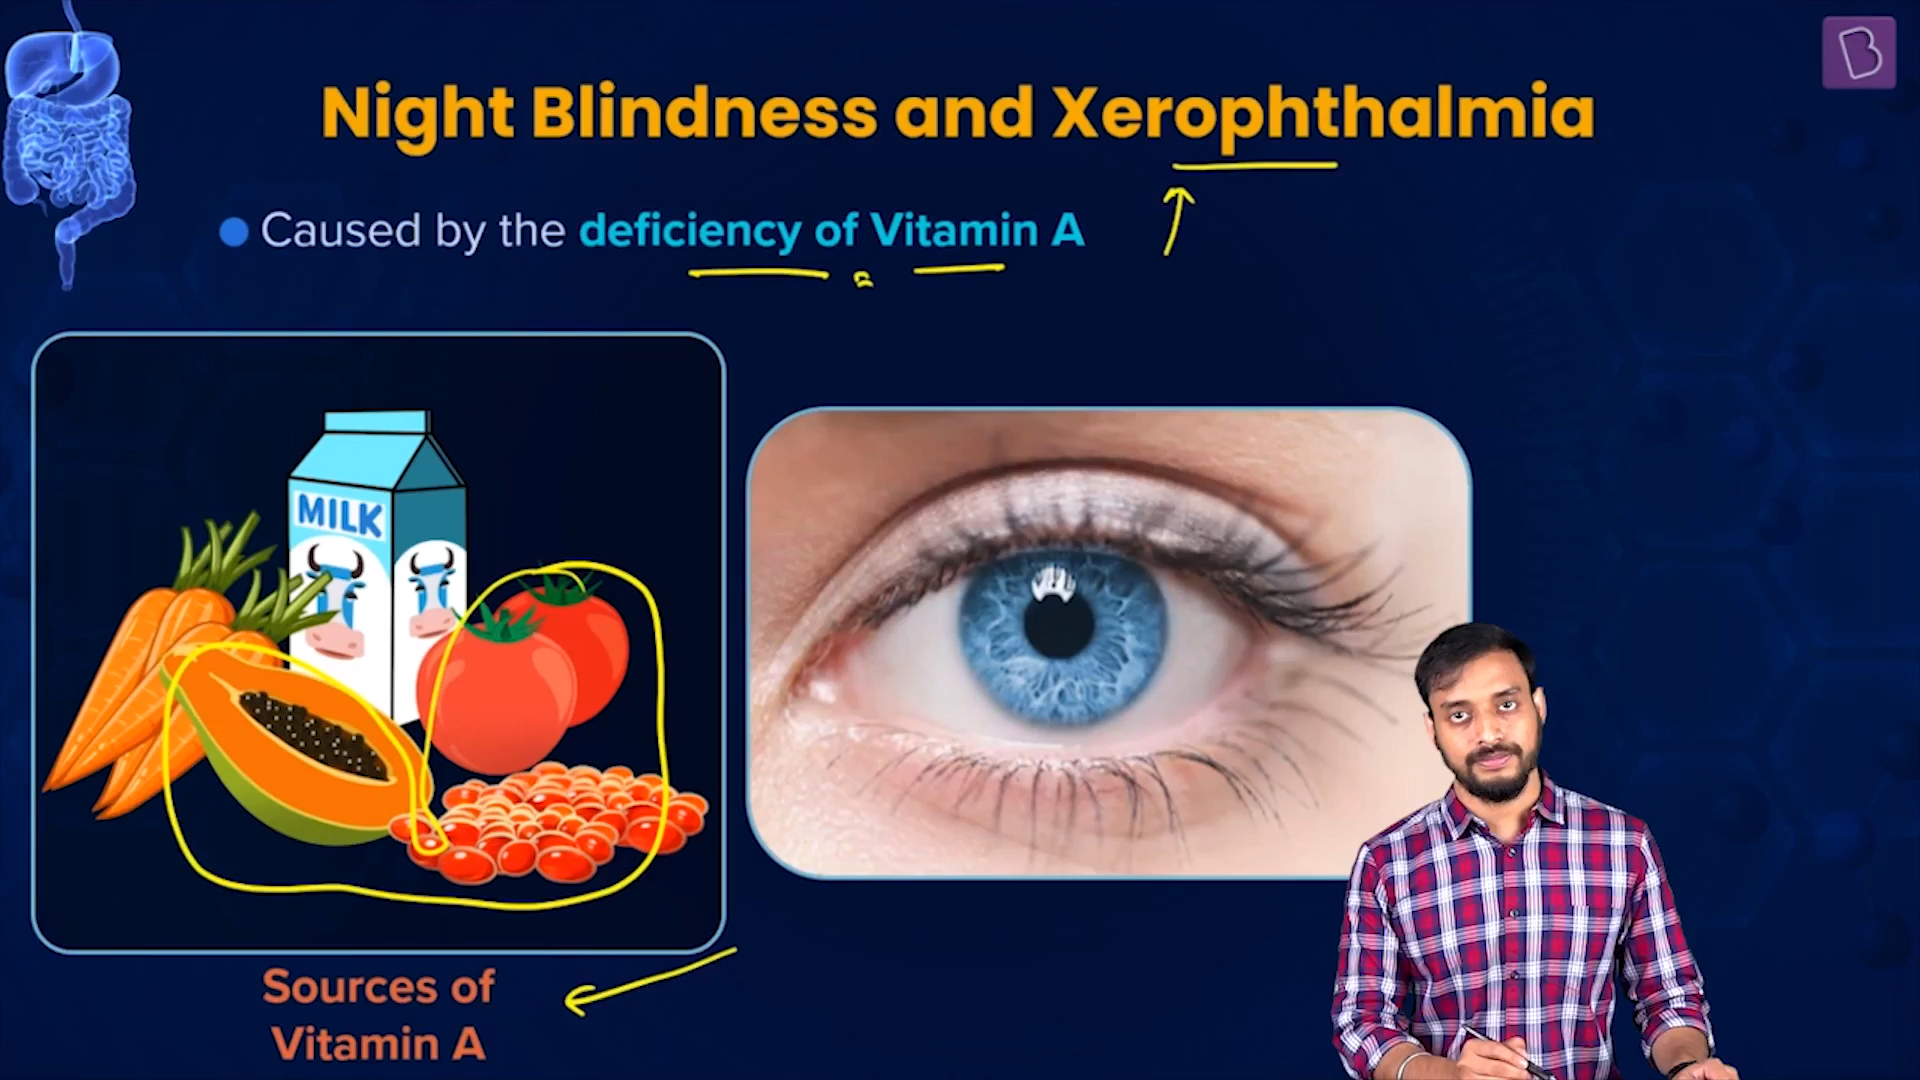 Night Blindness and Xerophthalmia
Caused by the deficiency of Vitamin A
MILK
Sources of
Vitamin A